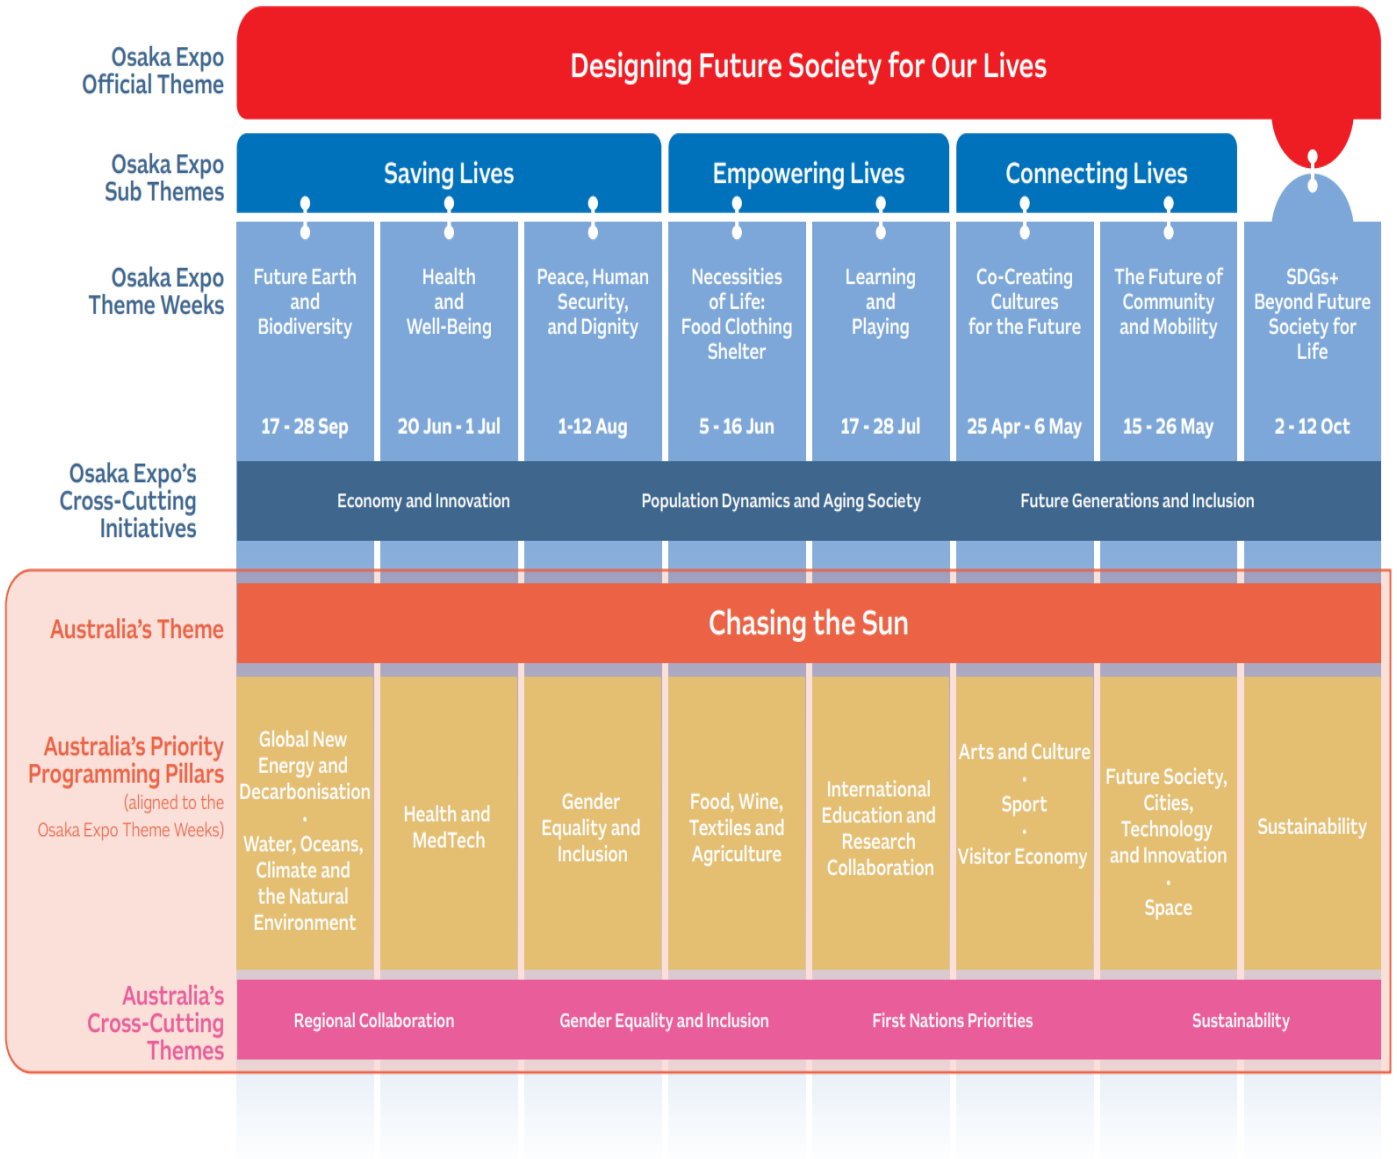 Osaka Expo
Official Theme
Designing Future Society for Our Lives
Osaka Expo
Sub Themes
Saving Lives
Empowering Lives
Connecting Lives
Osaka Expo
Theme Weeks
Future Earth
and
Biodiversity
17 - 28 Sep
Health
and
Well-Being
20 Jun - 1 Jul
Peace, Human
Security,
and Dignity
1-12 Aug
Necessities
of Life:
Food Clothing
Shelter
5 - 16 Jun
Learning
and
Playing
17 - 28 Jul
Co-Creating
Cultures
for the Future
25 Apr - 6 May
The Future of
Community
and Mobility
15 - 26 May
SDGs+
Beyond Future
Society for
Life
2 - 12 Oct
Osaka Expo's
Cross-Cutting
Initiatives
Economy and Innovation
Population Dynamics and Aging Society
Future Generations and Inclusion
Australia's Theme
Chasing the Sun
Australia's Priority
Programming Pillars
(aligned to the
Osaka Expo Theme Weeks)
Global New
Energy and
Decarbonisation
•
Water, Oceans,
Climate and
the Natural
Environment
Health and
MedTech
Gender
Equality and
Inclusion
Food, Wine,
Textiles and
Agriculture
International
Education and
Research
Collaboration
Arts and Culture
•
Sport
•
Visitor Economy
Future Society,
Cities,
Technology
and Innovation
•
Space
Sustainability
Australia's
Cross-Cutting
Themes
Regional Collaboration
Gender Equality and Inclusion
First Nations Priorities
Sustainability